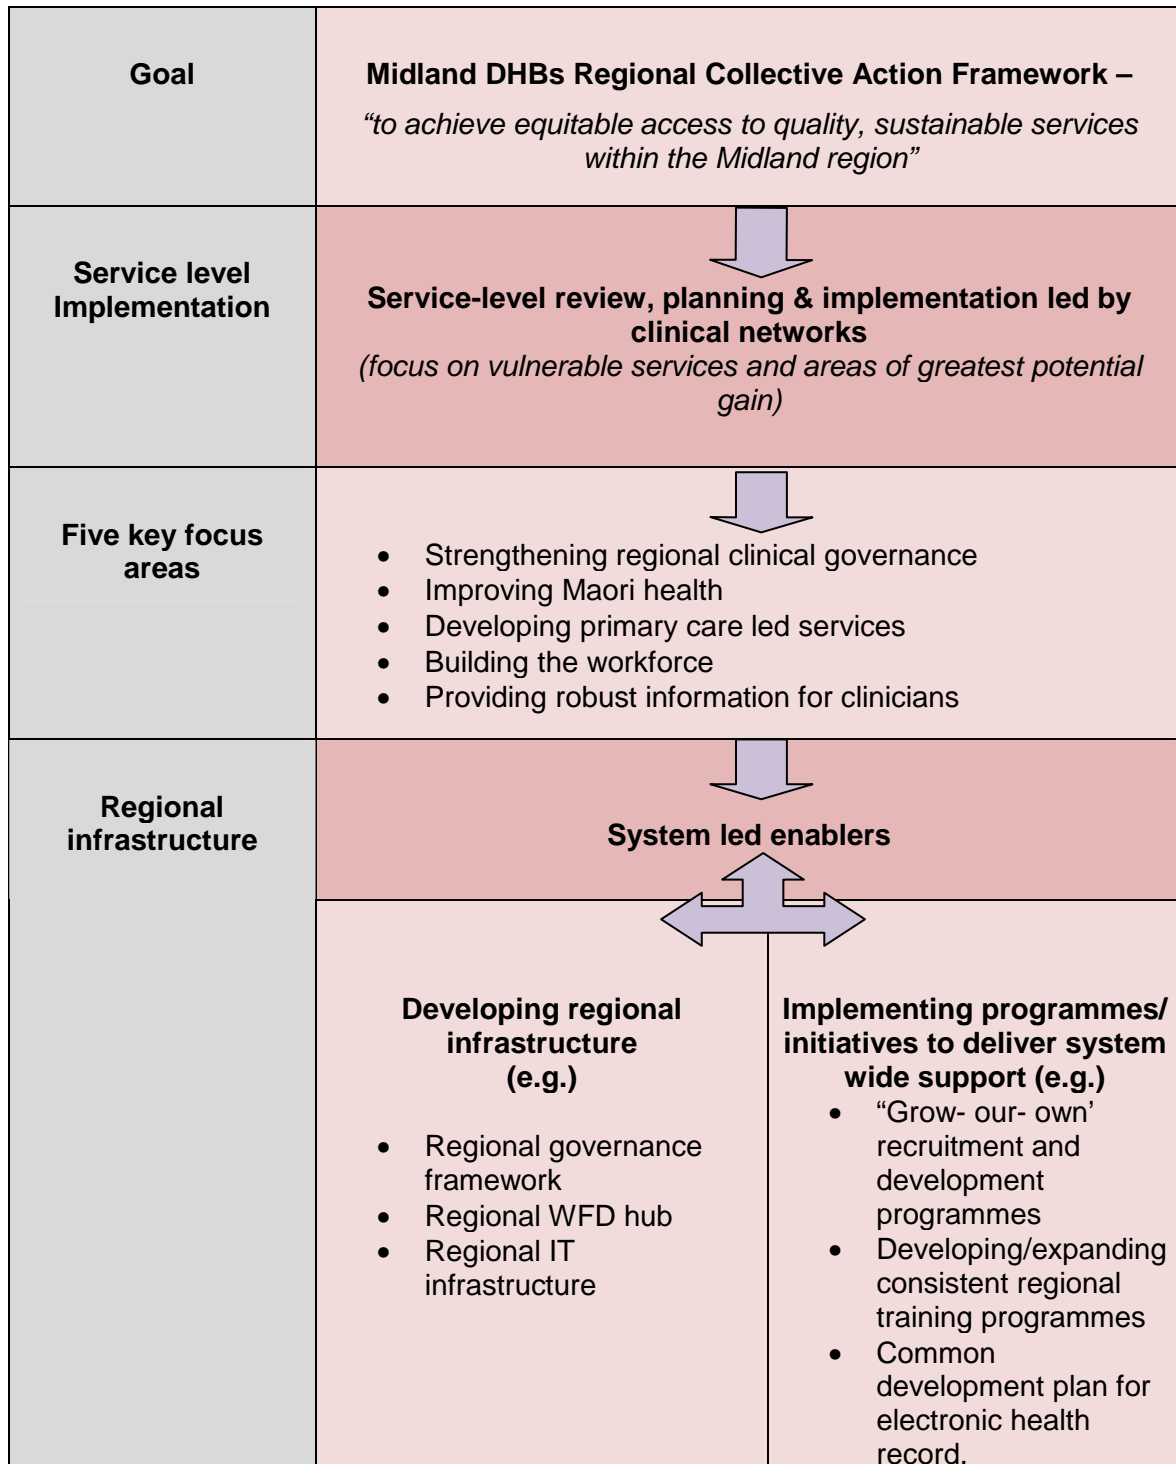 Goal
Midland DHBs Regional Collective Action Framework –
“to achieve equitable access to quality, sustainable services
within the Midland region”
Service level
Implementation
Service-level review, planning & implementation led by
clinical networks
(focus on vulnerable services and areas of greatest potential
gain)
Five key focus
areas
• Strengthening regional clinical governance
• Improving Maori health
• Developing primary care led services
• Building the workforce
• Providing robust information for clinicians
Regional
infrastructure
System led enablers
Developing regional
infrastructure
(e.g.)
• Regional governance
framework
• Regional WFD hub
• Regional IT
infrastructure
Implementing programmes/
initiatives to deliver system
wide support (e.g.)
• “Grow- our- own’
recruitment and
development
programmes
• Developing/expanding
consistent regional
training programmes
• Common
development plan for
electronic health
record.